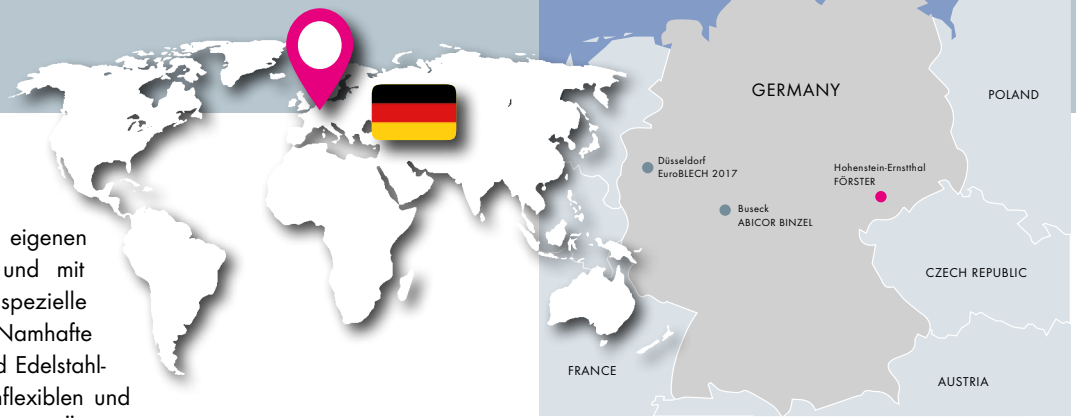 eigenen
und mit
spezielle
Namhafte
d Edelstahl-
nflexiblen und
GERMANY
POLAND
Düsseldorf
EuroBLECH 2017
Hohenstein-Ernstthal
FÖRSTER
Buseck
ABICOR BINZEL
CZECH REPUBLIC
FRANCE
AUSTRIA